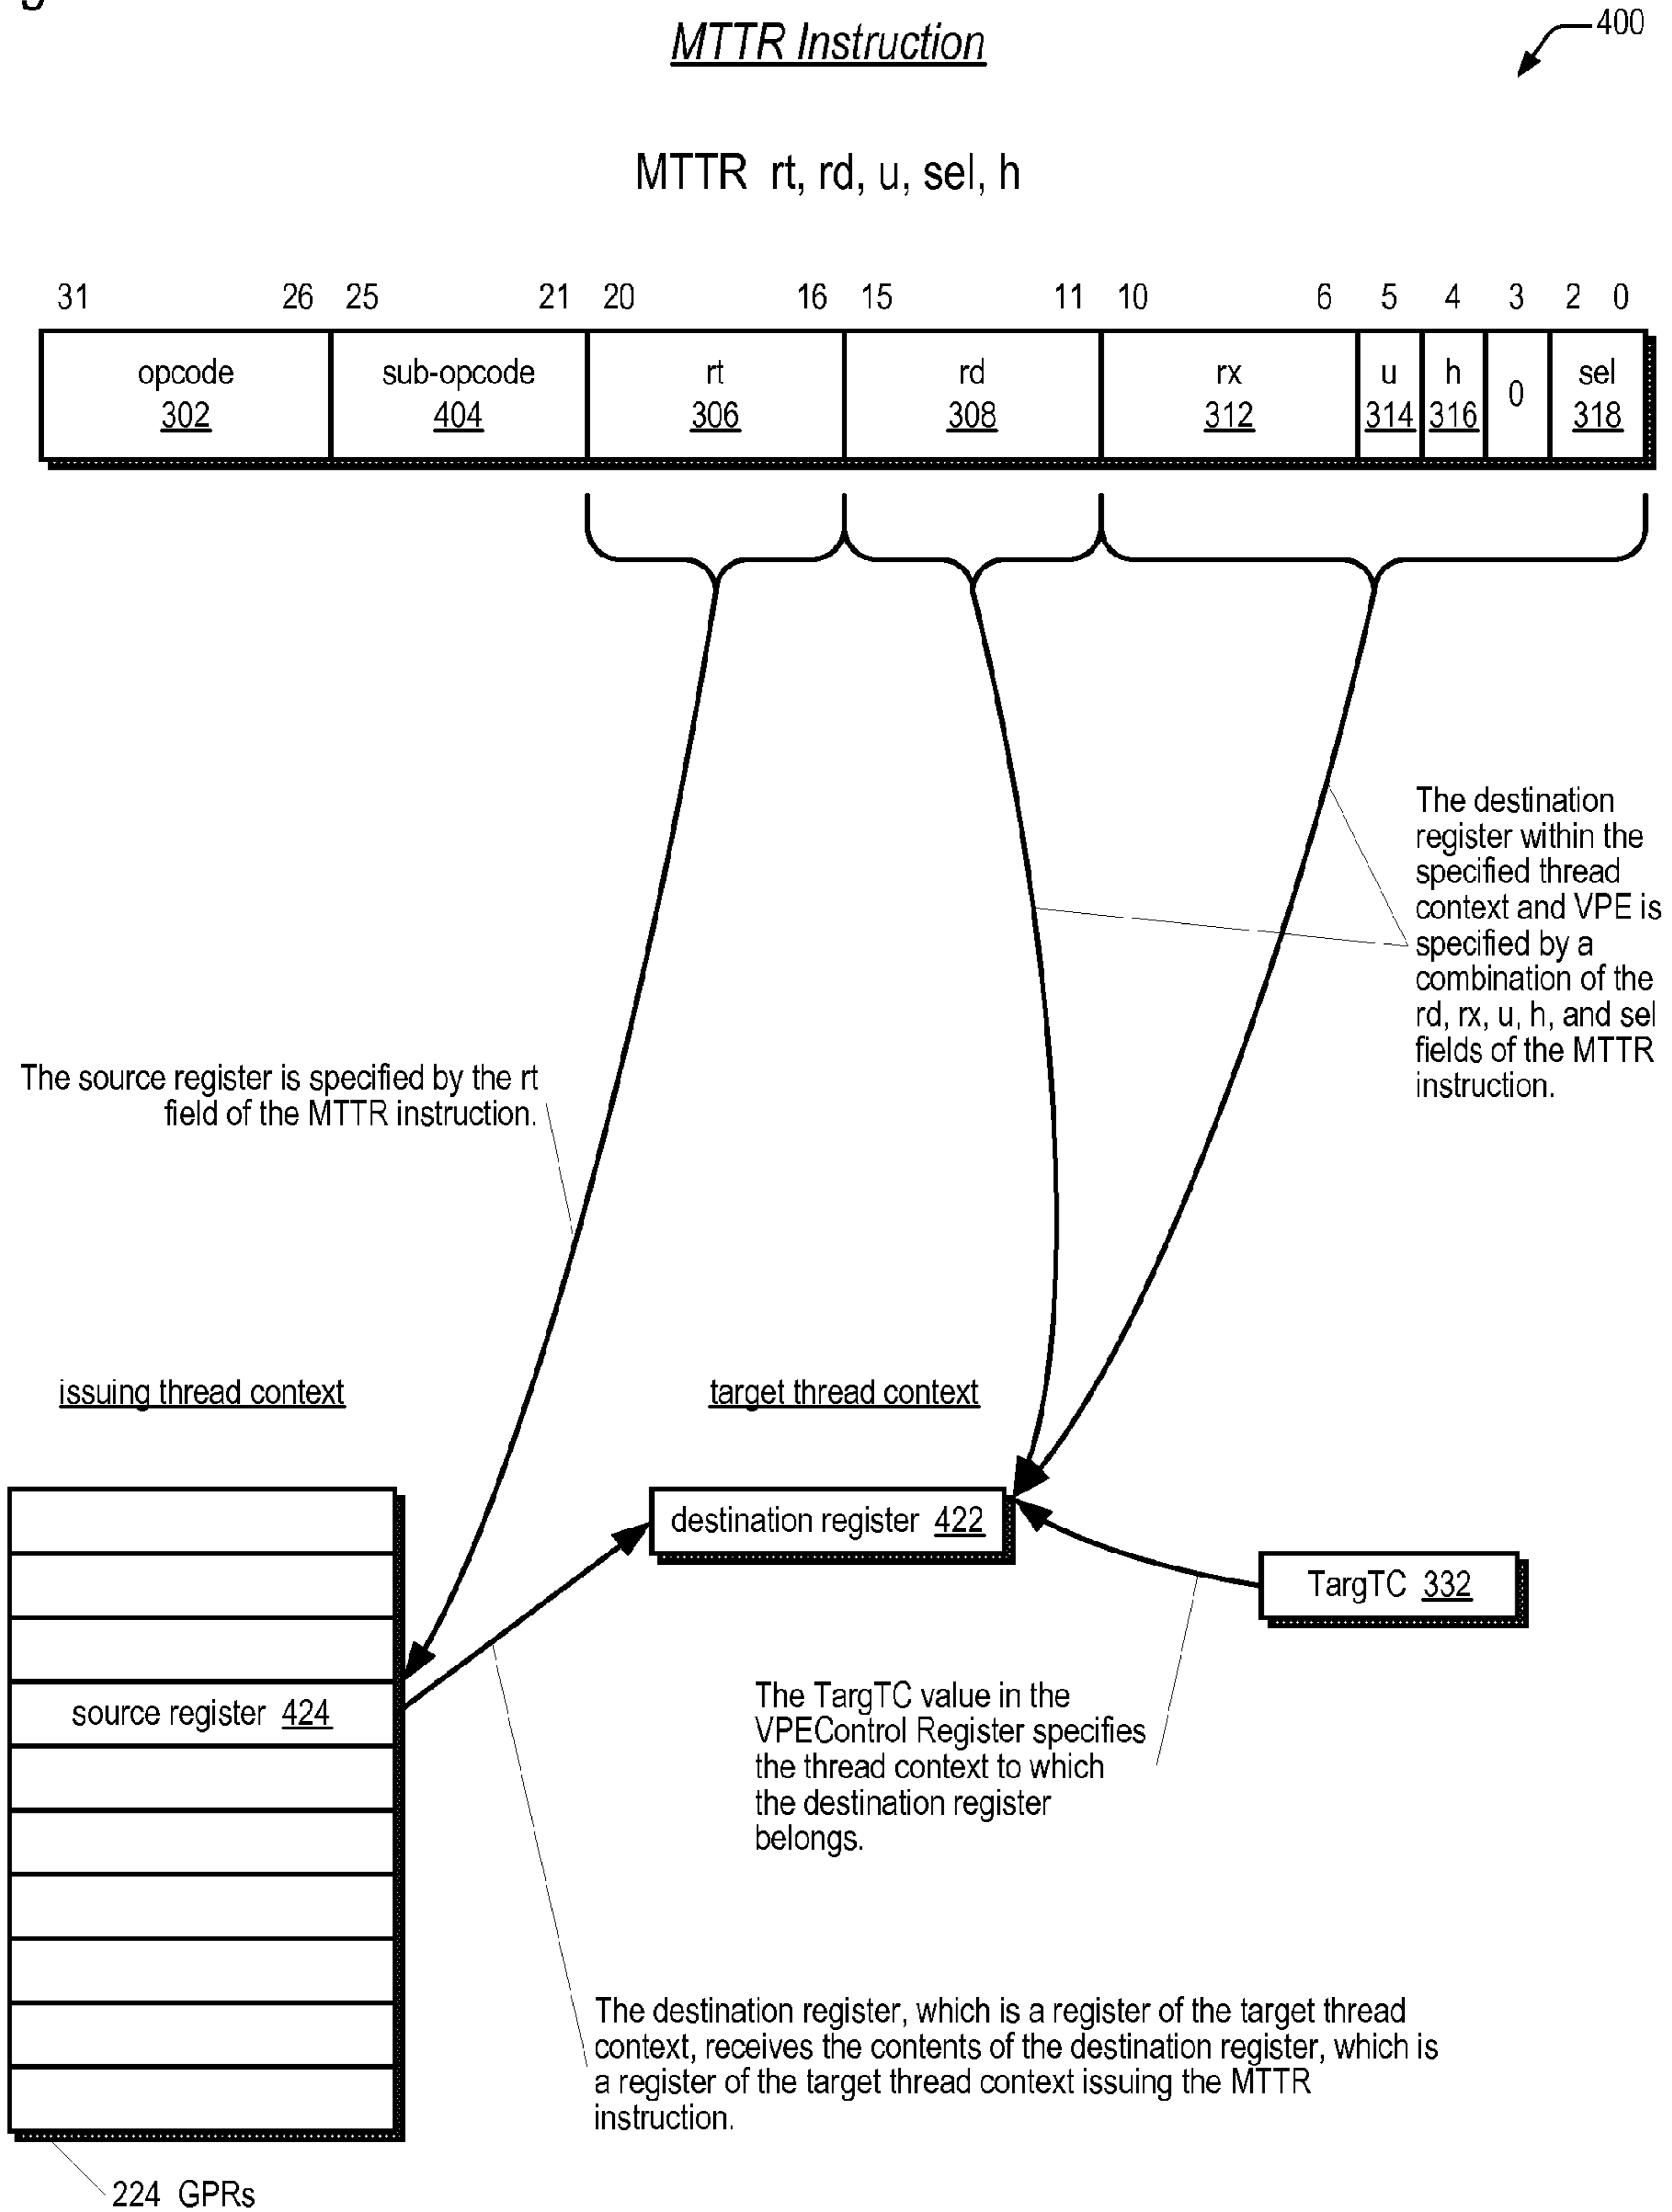 MTTR Instruction
400
MTTR rt, rd, u, sel, h
31 26 25 21 20 16 15 11 10 6 5 4 3 2 0
opcode sub-opcode rt rd rx u h 0 sel
302 404 306 308 312 314 316 318
The destination
register within the
specified thread
context and VPE is
specified by a
combination of the
rd, rx, u, h, and sel
fields of the MTTR
instruction.
The source register is specified by the rt
field of the MTTR instruction.
issuing thread context
target thread context
destination register 422
TargTC 332
source register 424
The TargTC value in the
VPEControl Register specifies
the thread context to which
the destination register
belongs.
The destination register, which is a register of the target thread
context, receives the contents of the destination register, which is
a register of the target thread context issuing the MTTR
instruction.
224 GPRs